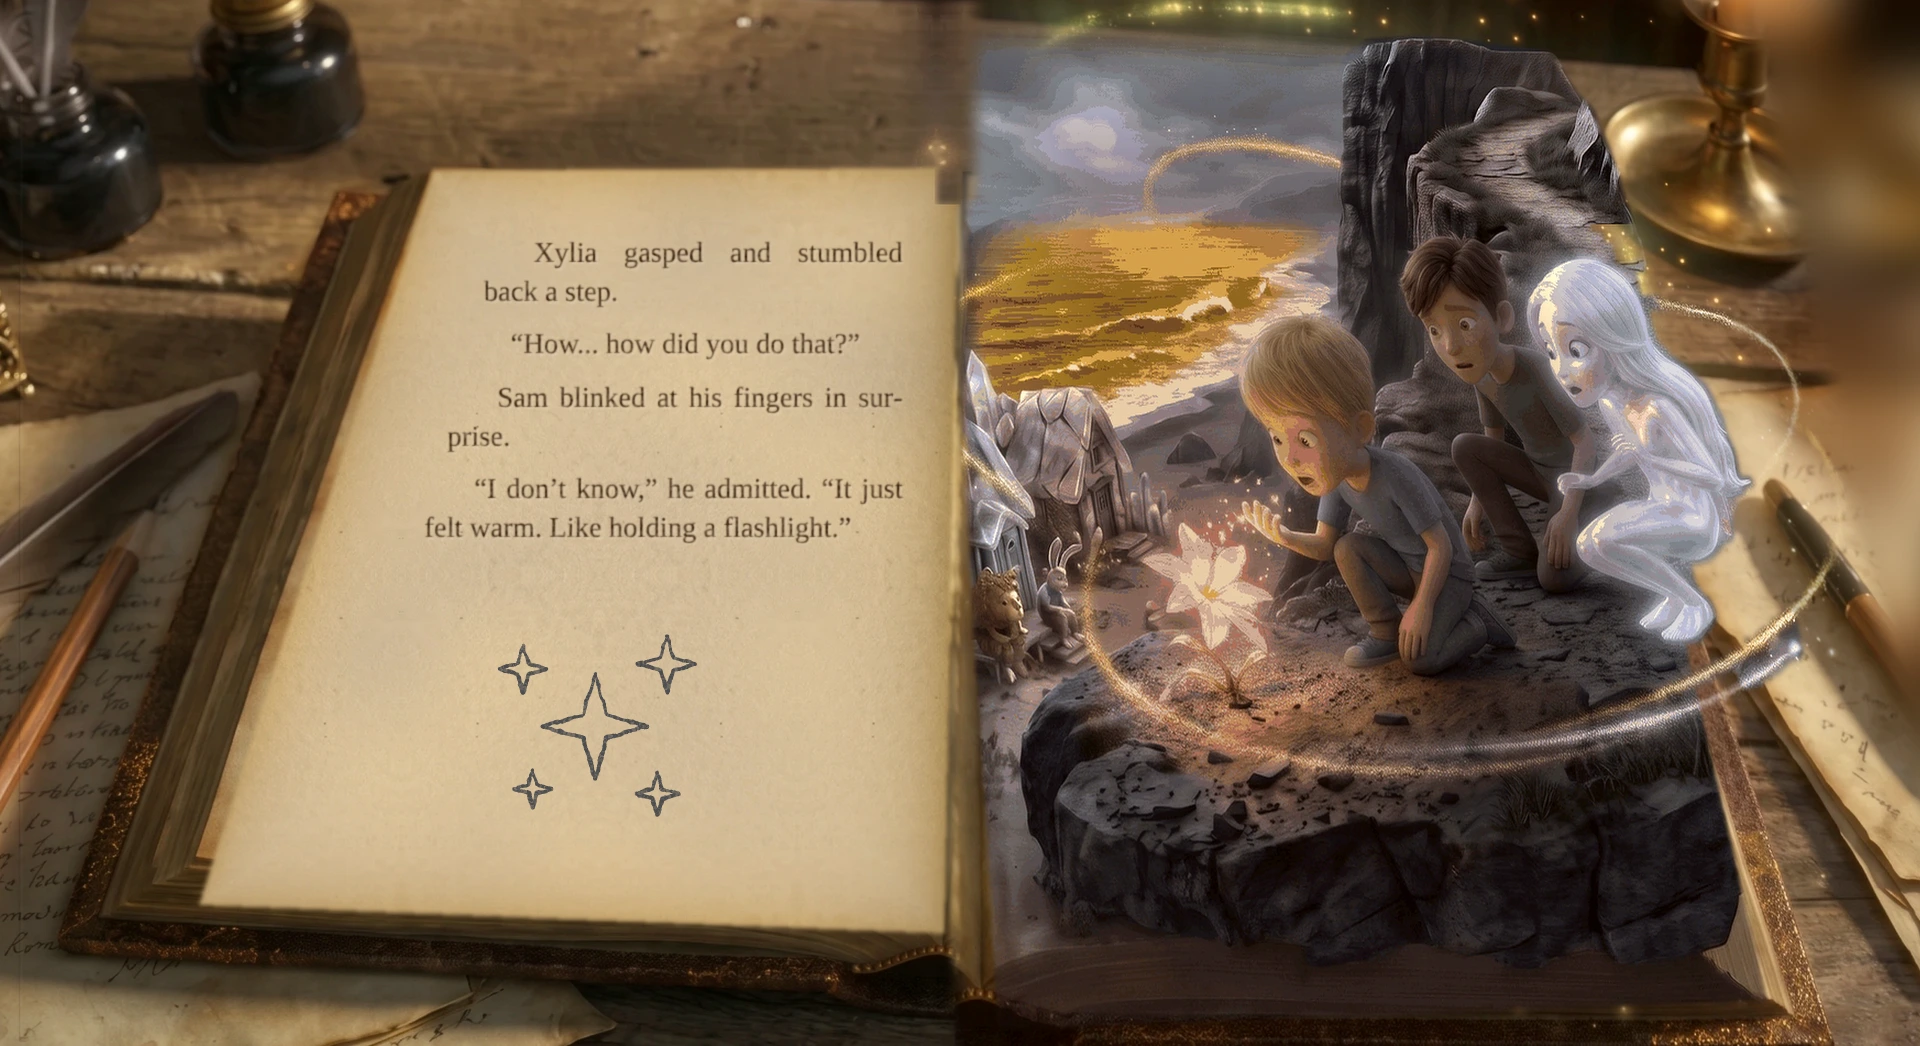 Xylia gasped and stumbled
back a step.
“How... how did you do that?”
Sam blinked at his fingers in sur-
prise.
“I don’t know,” he admitted. “It just
felt warm. Like holding a flashlight.”